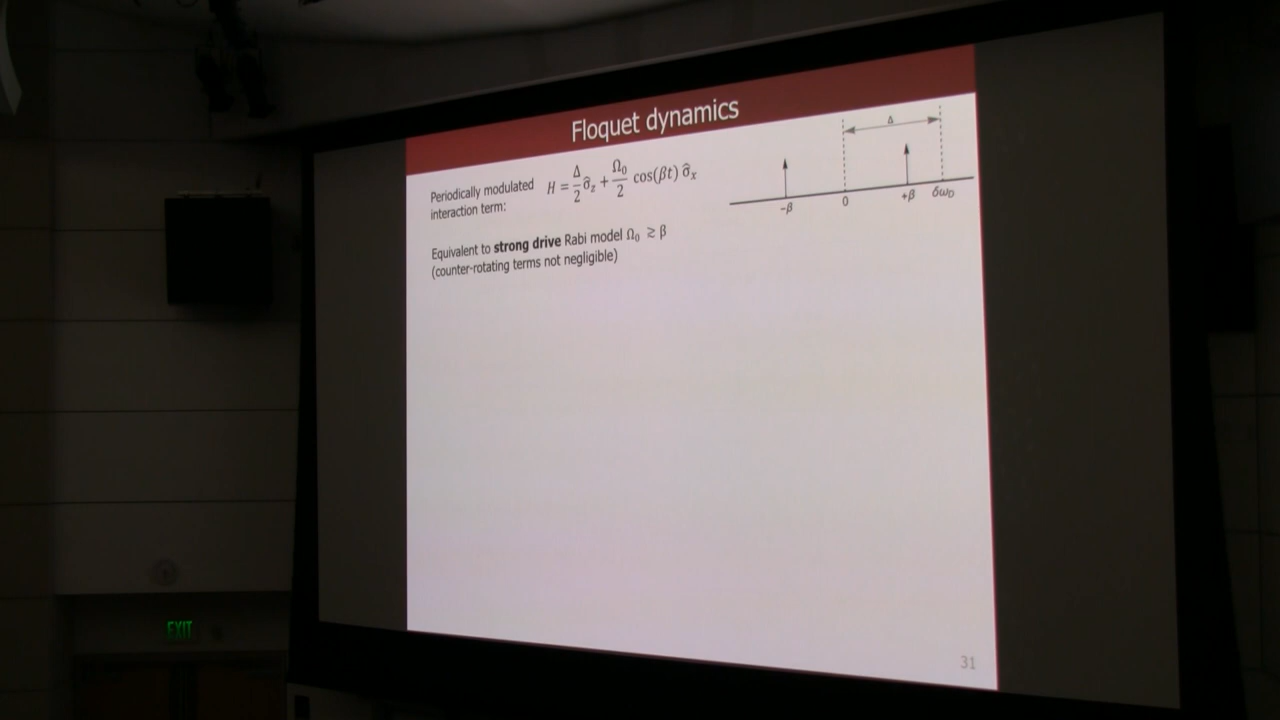 Floquet dynamics
Periodically modulated
interaction term:
H = Δ/2 σ̂z + Ω₀/2 cos(βt) σ̂x
Δ
-β 0 +β δωD
Equivalent to strong drive Rabi model Ω₀ ≳ β
(counter-rotating terms not negligible)
31
EXIT